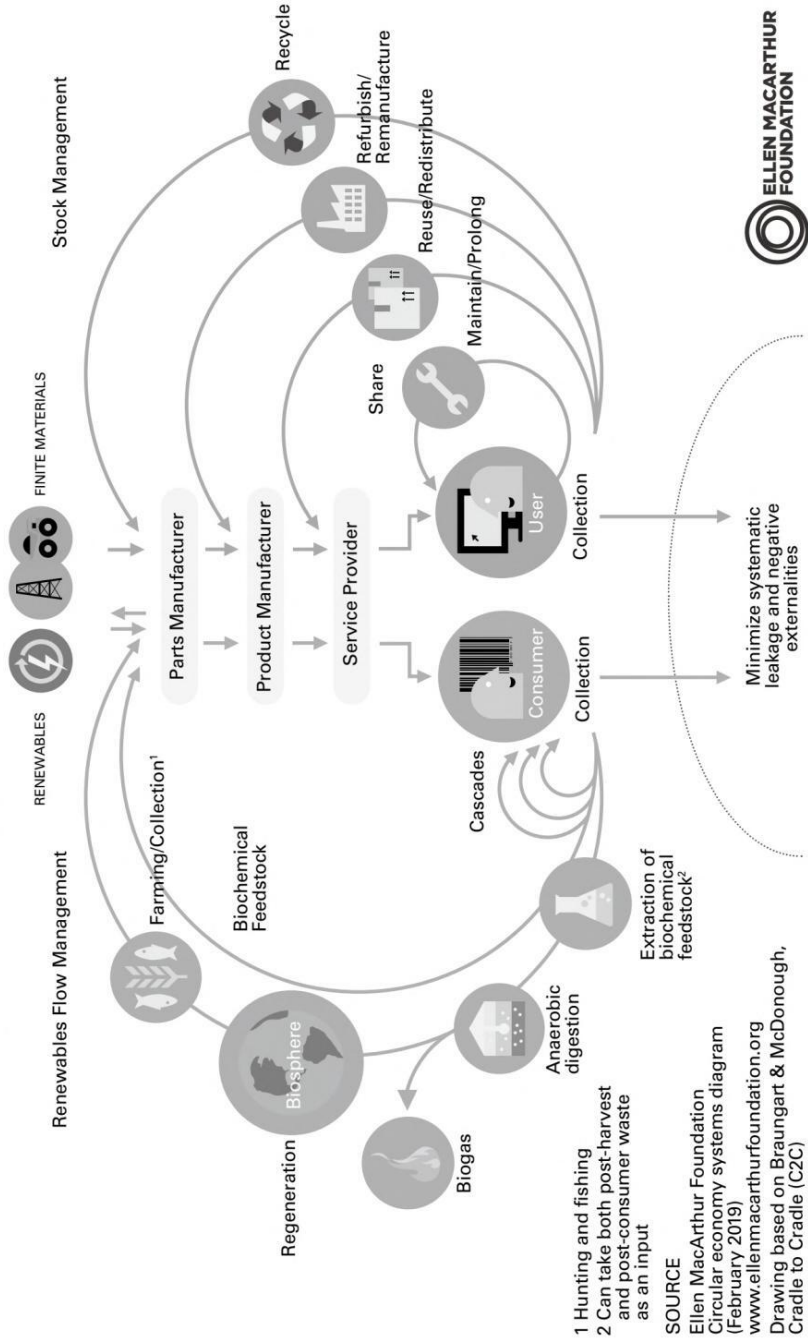 RENEWABLES
FINITE MATERIALS
Renewables Flow Management
Stock Management
Farming/Collection¹
Biochemical
Feedstock
Regeneration
Biosphere
Biogas
Anaerobic
digestion
Extraction of
biochemical
feedstock²
Parts Manufacturer
Product Manufacturer
Service Provider
Cascades
Consumer
Collection
User
Collection
Share
Maintain/Prolong
Reuse/Redistribute
Refurbish/
Remanufacture
Recycle
Minimize systematic
leakage and negative
externalities
1 Hunting and fishing
2 Can take both post-harvest
and post-consumer waste
as an input
SOURCE
Ellen MacArthur Foundation
Circular economy systems diagram
(February 2019)
www.ellenmacarthurfoundation.org
Drawing based on Braungart & McDonough,
Cradle to Cradle (C2C)
ELLEN MACARTHUR
FOUNDATION